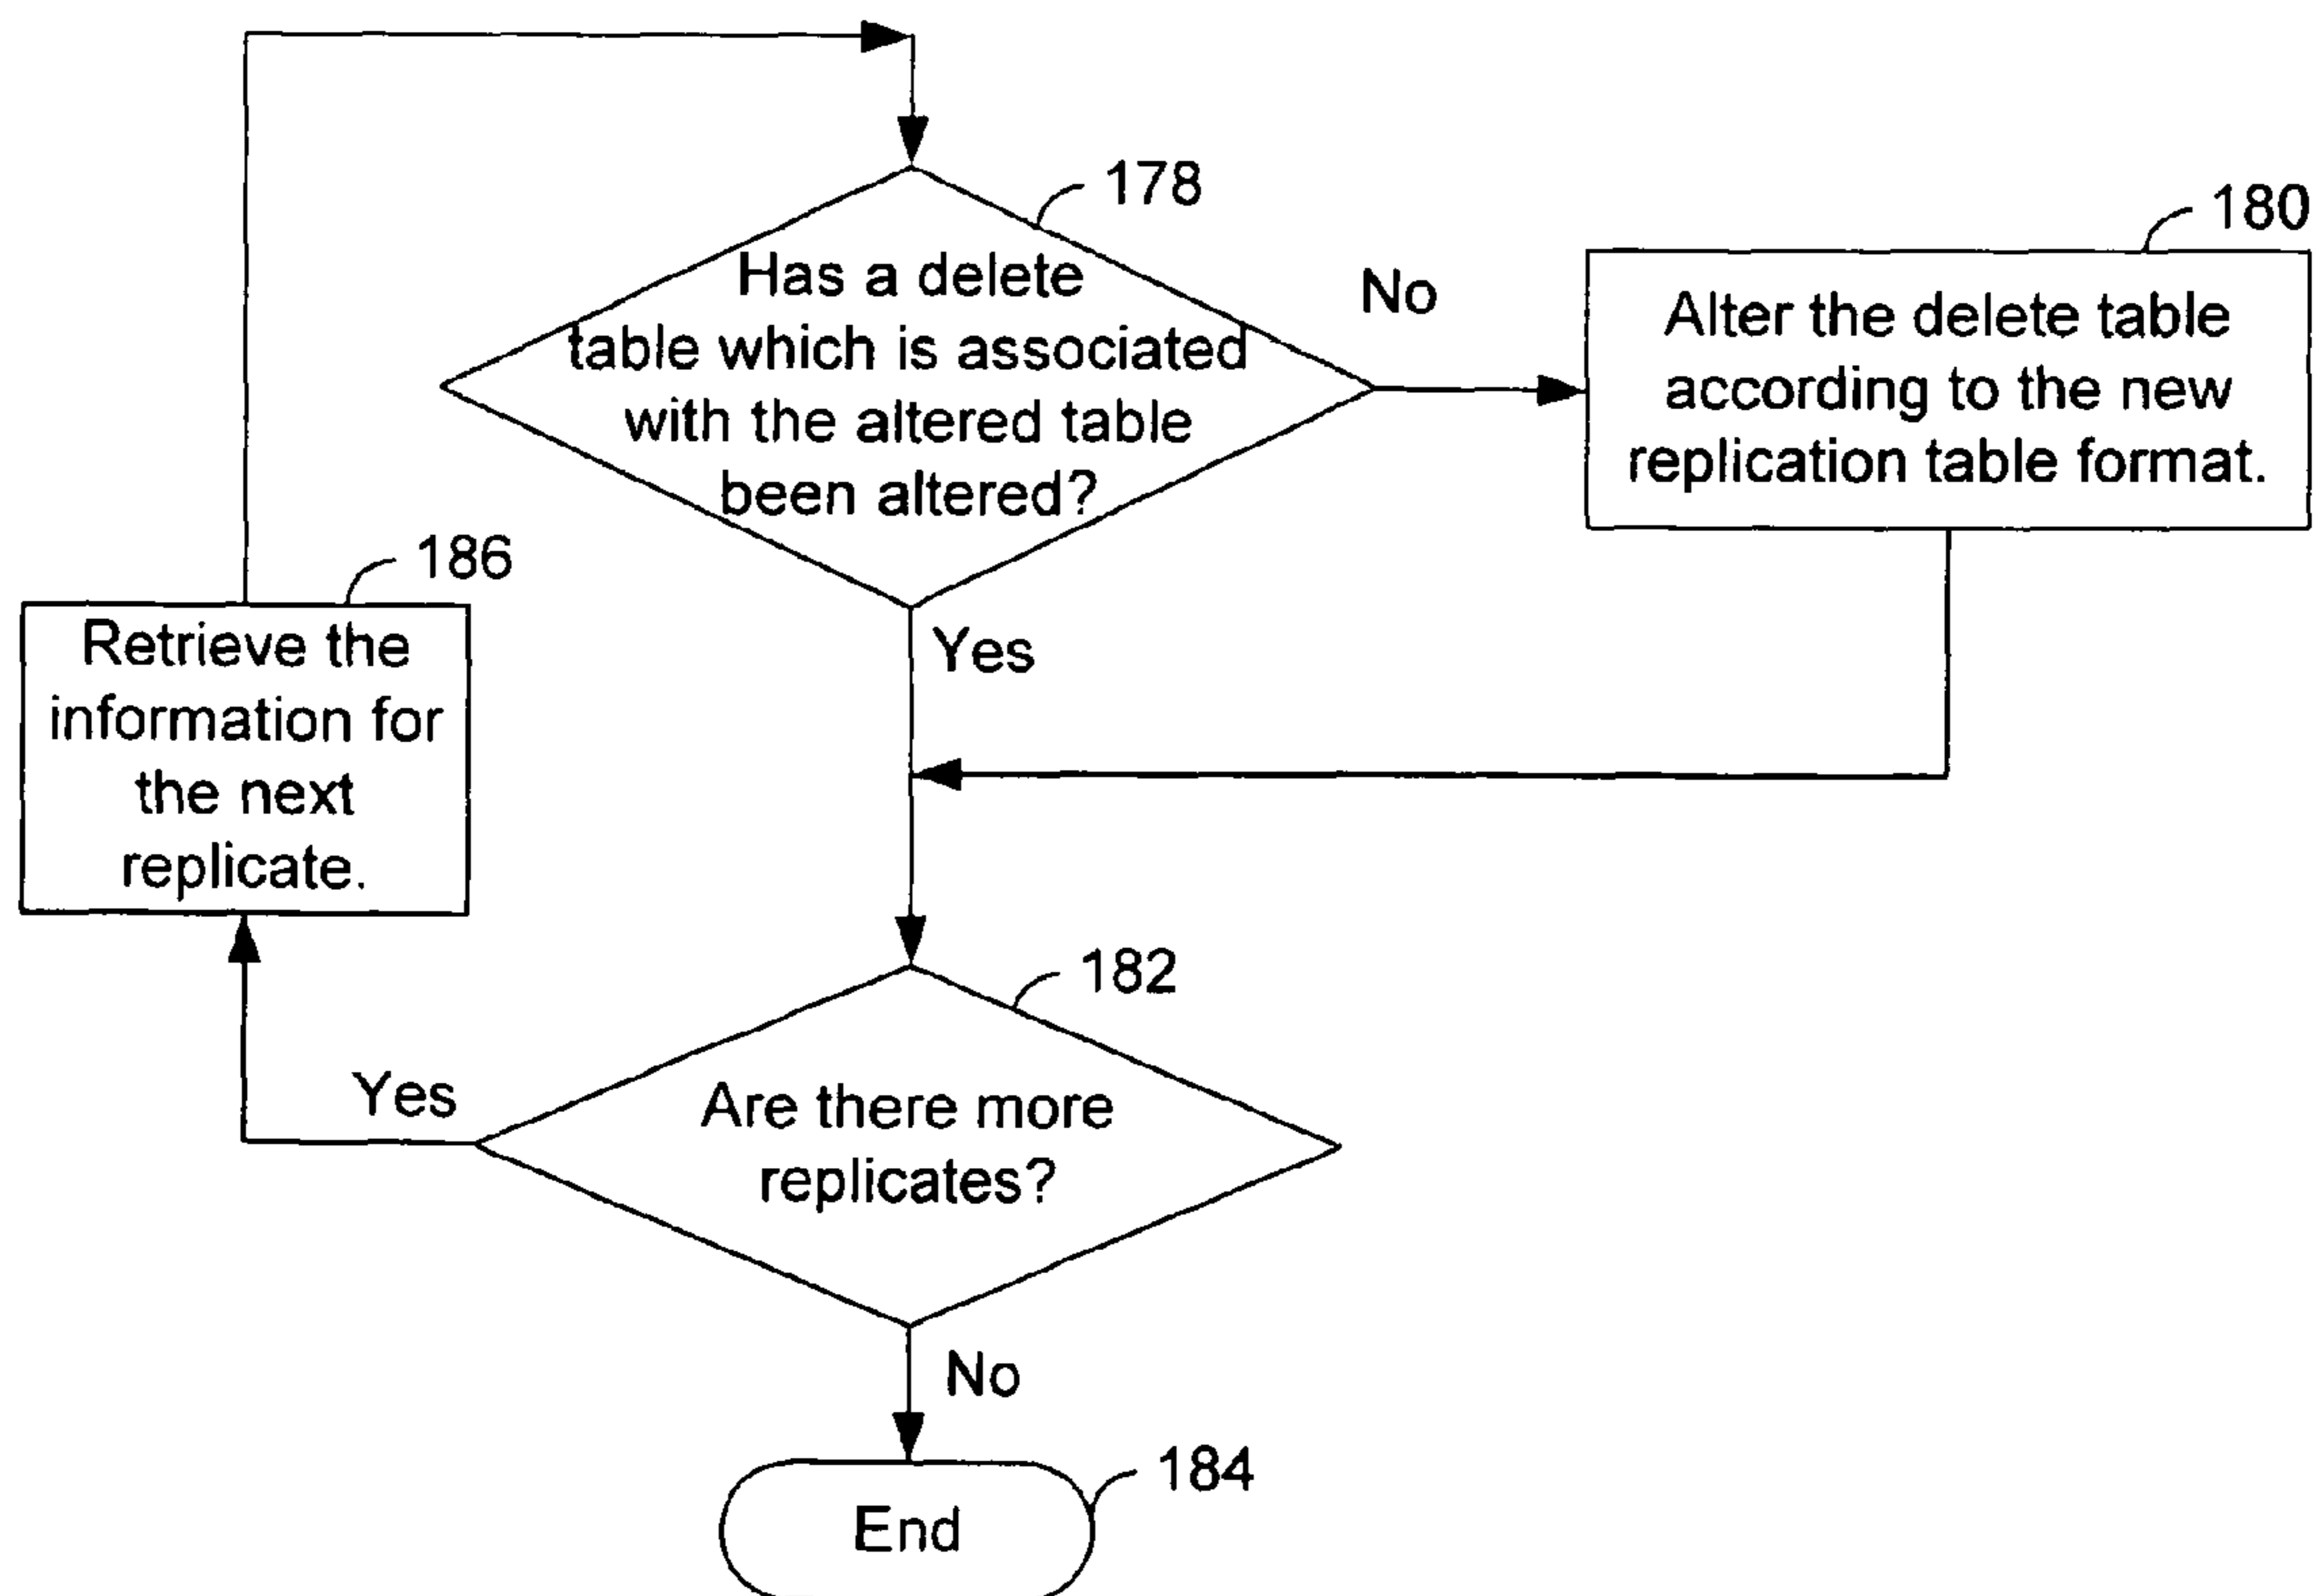 178
Has a delete
table which is associated
with the altered table
been altered?
No
180
Alter the delete table
according to the new
replication table format.
186
Retrieve the
information for
the next
replicate.
Yes
182
Are there more
replicates?
Yes
No
184
End